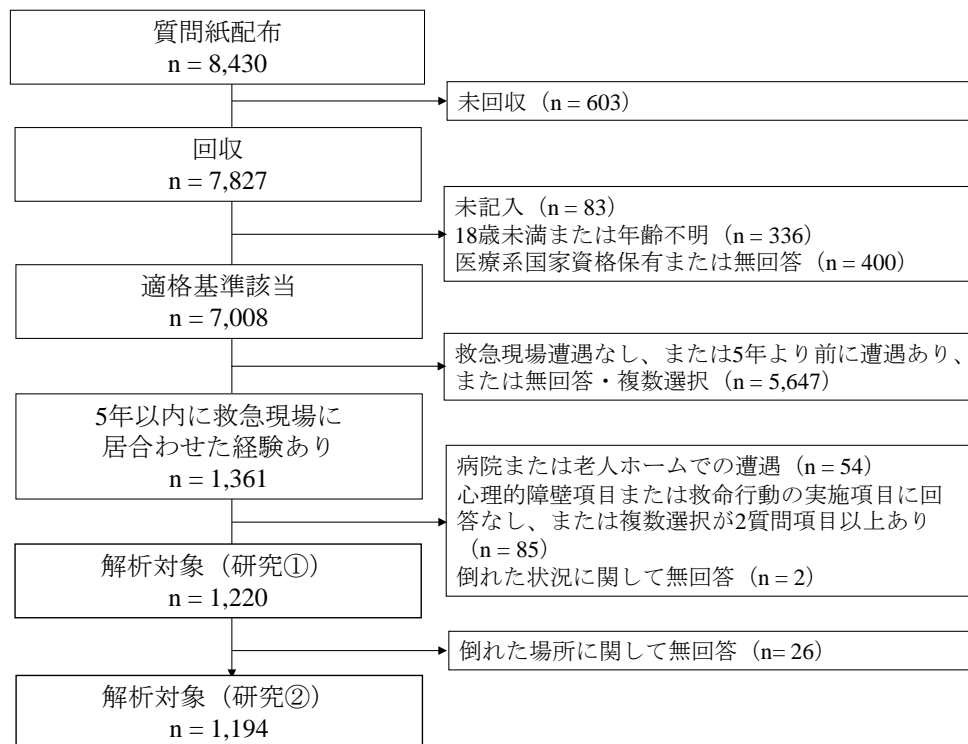 質問紙配布
n = 8,430
未回収（n = 603）
回収
n = 7,827
未記入（n = 83）
18歳未満または年齢不明（n = 336）
医療系国家資格保有または無回答（n = 400）
適格基準該当
n = 7,008
救急現場遭遇なし、または5年より前に遭遇あり、
または無回答・複数選択（n = 5,647）
5年以内に救急現場に
居合わせた経験あり
n = 1,361
病院または老人ホームでの遭遇（n = 54）
心理的障壁項目または救命行動の実施項目に回
答なし、または複数選択が2質問項目以上あり
（n = 85）
倒れた状況に関して無回答（n = 2）
解析対象（研究①）
n = 1,220
倒れた場所に関して無回答（n= 26）
解析対象（研究②）
n = 1,194